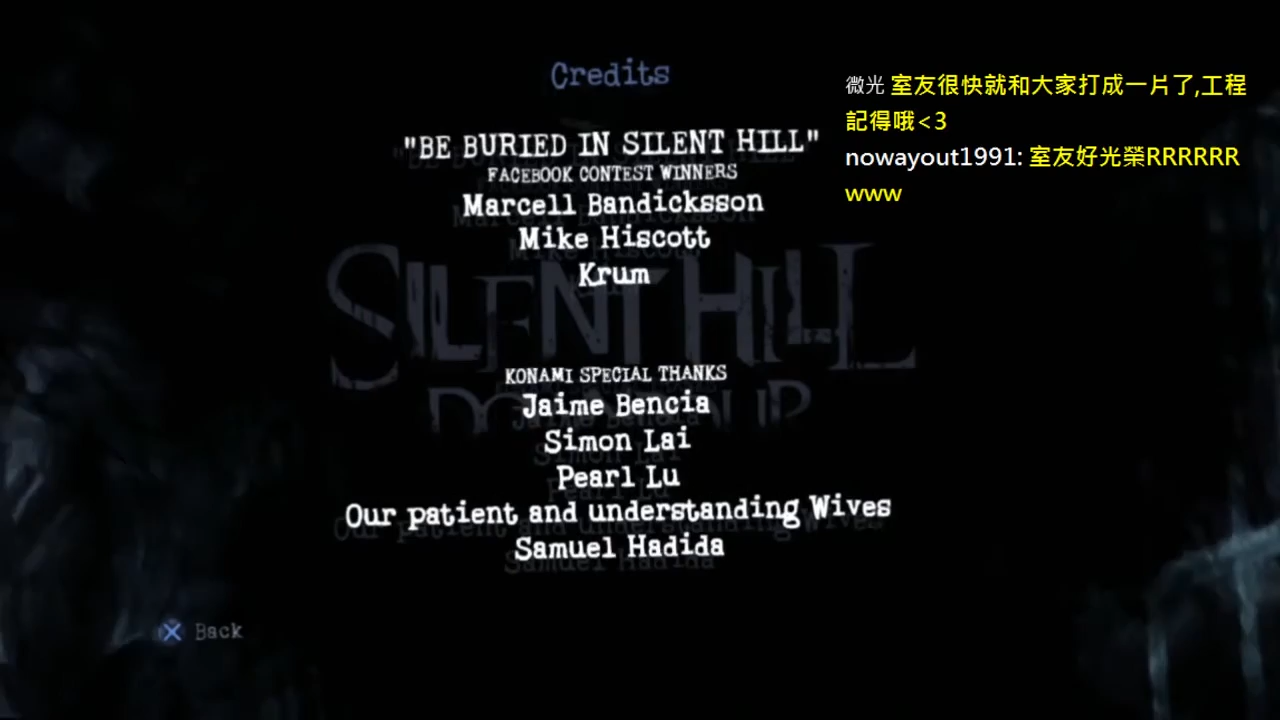 Credits
"BE BURIED IN SILENT HILL"
FACEBOOK CONTEST WINNERS
Marcell Bandicksson
Mike Hiscott
Krum
SILENT HILL
DOWNPOUR
KONAMI SPECIAL THANKS
Jaime Bencia
Simon Lai
Pearl Lu
Our patient and understanding Wives
Samuel Hadida
Back
微光 室友很快就和大家打成一片了,工程
記得哦<3
nowayout1991: 室友好光榮RRRRRR
www